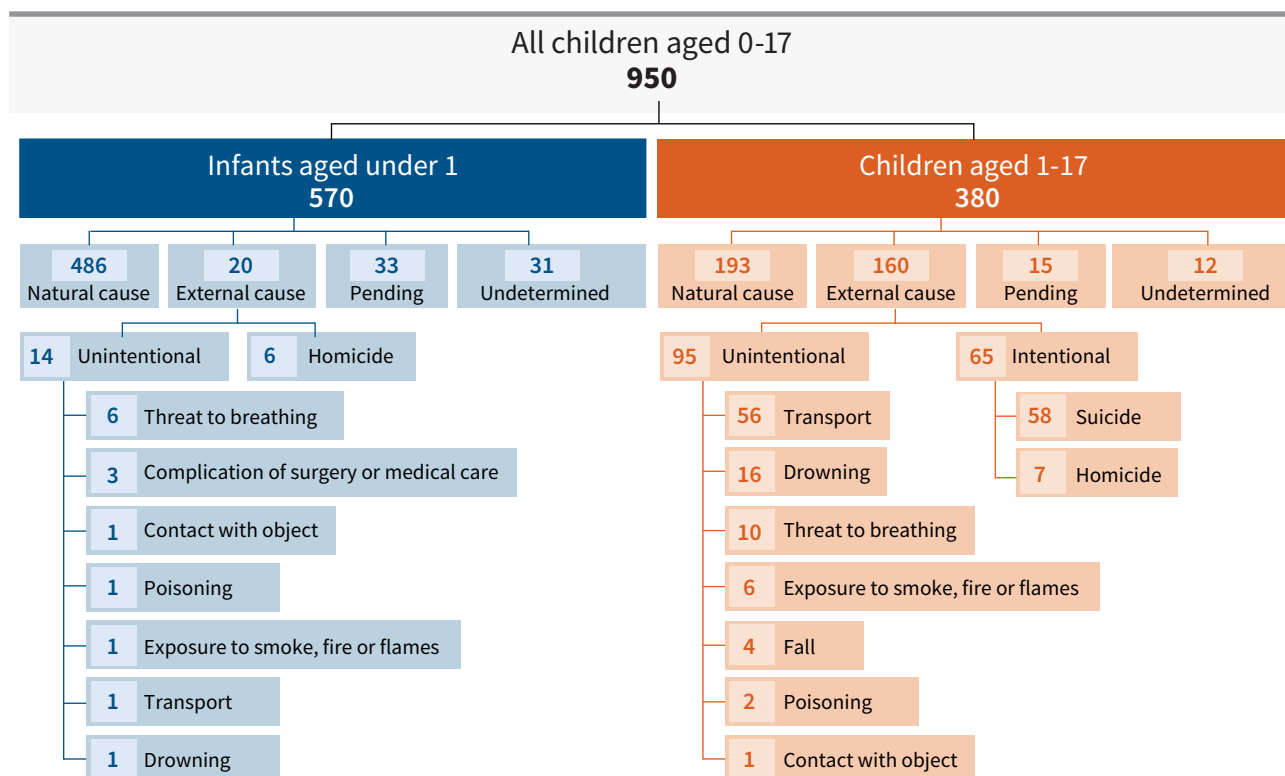 All children aged 0-17
950
Infants aged under 1
570
486
Natural cause
20
External cause
33
Pending
31
Undetermined
14 Unintentional
6 Homicide
6 Threat to breathing
3 Complication of surgery or medical care
1 Contact with object
1 Poisoning
1 Exposure to smoke, fire or flames
1 Transport
1 Drowning
Children aged 1-17
380
193
Natural cause
160
External cause
15
Pending
12
Undetermined
95 Unintentional
65 Intentional
56 Transport
16 Drowning
10 Threat to breathing
6 Exposure to smoke, fire or flames
4 Fall
2 Poisoning
1 Contact with object
58 Suicide
7 Homicide